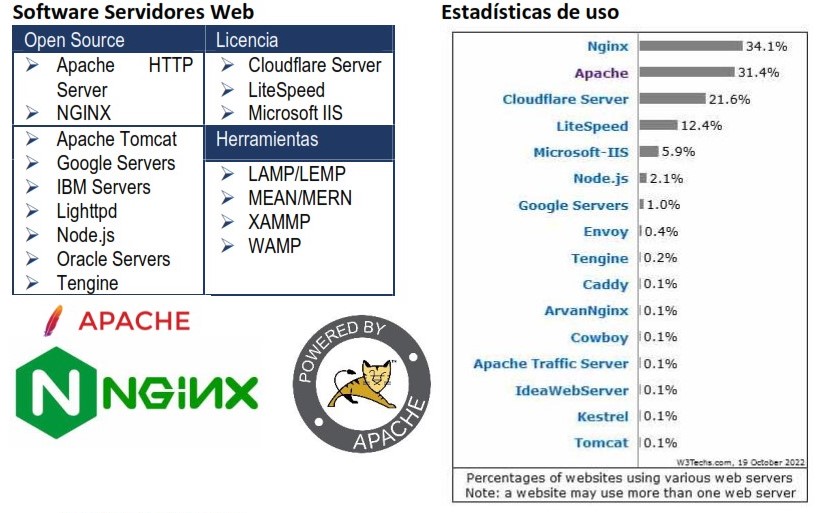 Software Servidores Web
Open Source
Apache HTTP
Server
NGINX
Apache Tomcat
Google Servers
IBM Servers
Lighttpd
Node.js
Oracle Servers
Tengine
Licencia
Cloudflare Server
LiteSpeed
Microsoft IIS
Herramientas
LAMP/LEMP
MEAN/MERN
XAMMP
WAMP
APACHE
NGiNX
POWERED BY
APACHE
TM
Estadísticas de uso
Nginx 34.1%
Apache 31.4%
Cloudflare Server 21.6%
LiteSpeed 12.4%
Microsoft-IIS 5.9%
Node.js 2.1%
Google Servers 1.0%
Envoy 0.4%
Tengine 0.2%
Caddy 0.1%
ArvanNginx 0.1%
Cowboy 0.1%
Apache Traffic Server 0.1%
IdeaWebServer 0.1%
Kestrel 0.1%
Tomcat 0.1%
W3Techs.com, 19 October 2022
Percentages of websites using various web servers
Note: a website may use more than one web server